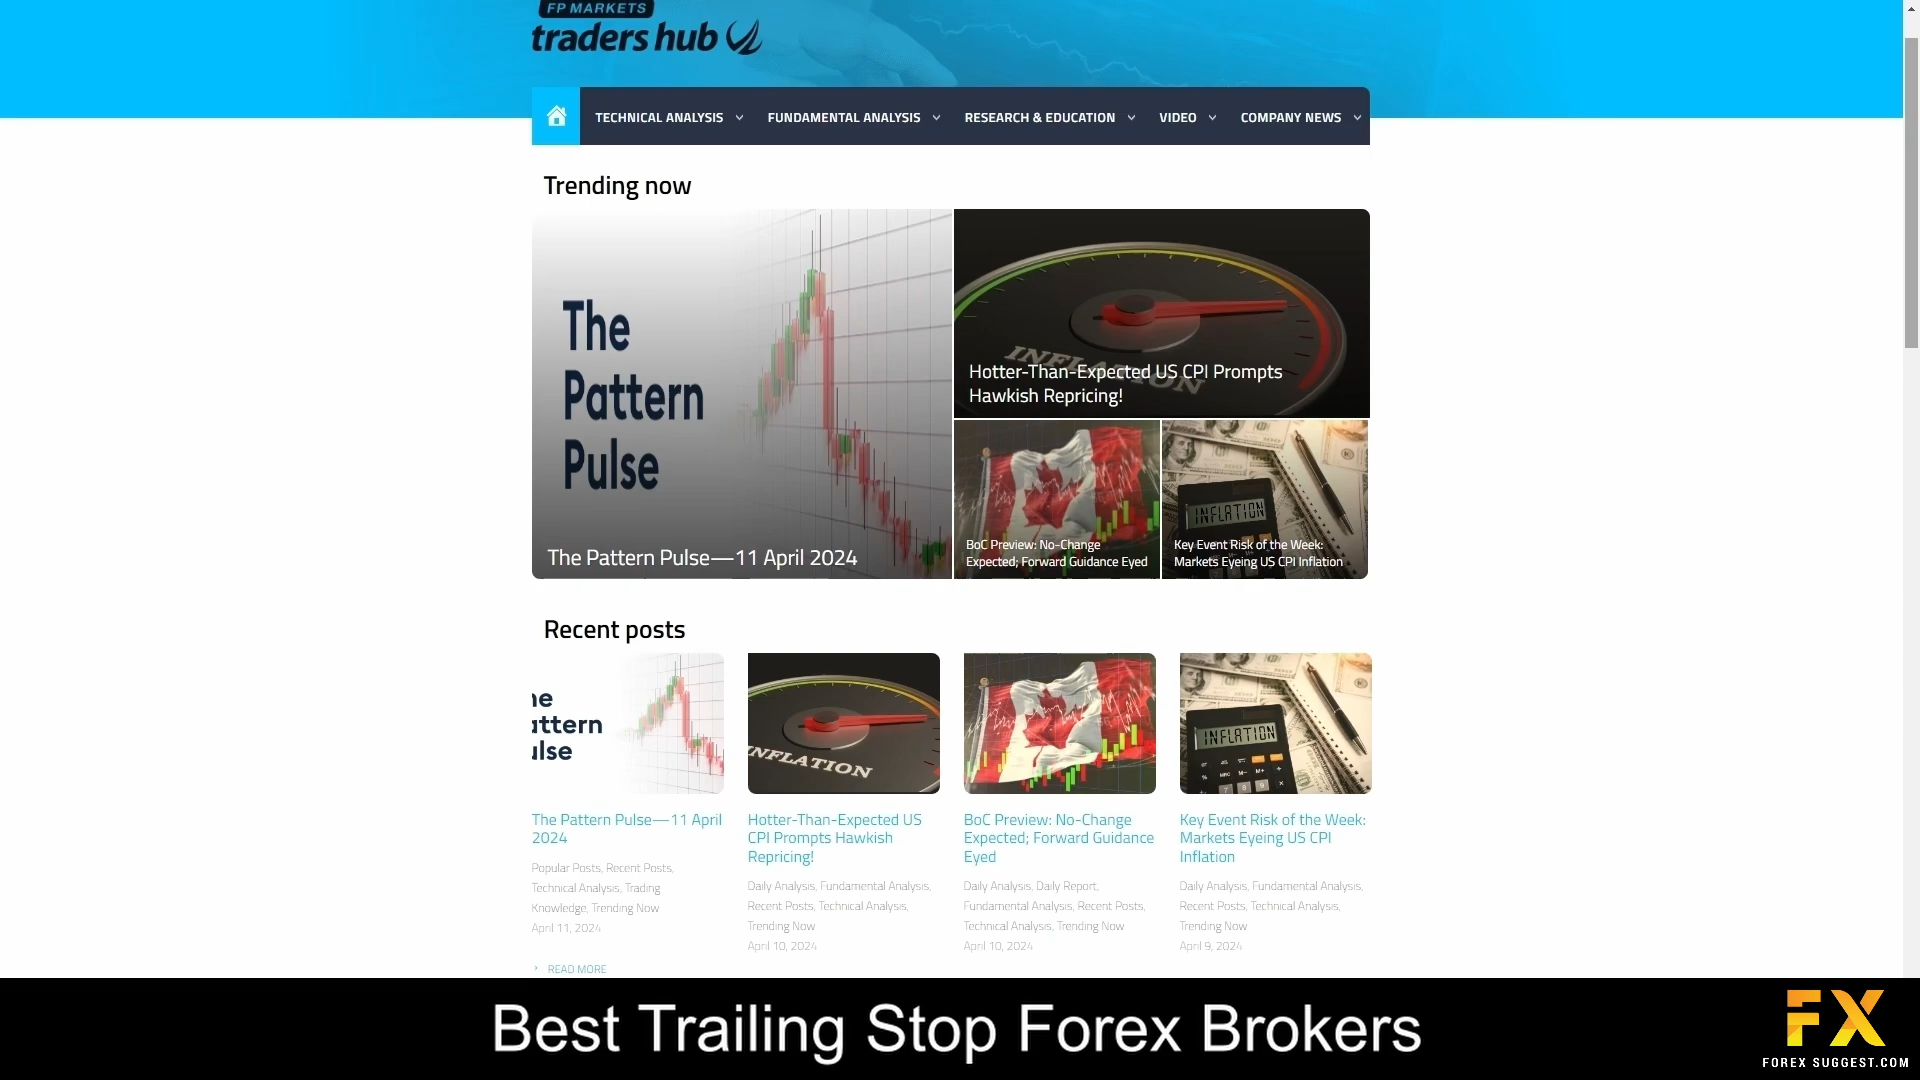 FP MARKETS
traders hub
TECHNICAL ANALYSIS
FUNDAMENTAL ANALYSIS
RESEARCH & EDUCATION
VIDEO
COMPANY NEWS
Trending now
The
Pattern
Pulse
The Pattern Pulse—11 April 2024
INFLATION
Hotter-Than-Expected US CPI Prompts
Hawkish Repricing!
BoC Preview: No-Change
Expected; Forward Guidance Eyed
INFLATION
Key Event Risk of the Week:
Markets Eyeing US CPI Inflation
Recent posts
he
attern
ulse
INFLATION
INFLATION
The Pattern Pulse—11 April
2024
Popular Posts, Recent Posts,
Technical Analysis, Trading
Knowledge, Trending Now
April 11, 2024
READ MORE
Hotter-Than-Expected US
CPI Prompts Hawkish
Repricing!
Daily Analysis, Fundamental Analysis,
Recent Posts, Technical Analysis,
Trending Now
April 10, 2024
BoC Preview: No-Change
Expected; Forward Guidance
Eyed
Daily Analysis, Daily Report,
Fundamental Analysis, Recent Posts,
Technical Analysis, Trending Now
April 10, 2024
Key Event Risk of the Week:
Markets Eyeing US CPI
Inflation
Daily Analysis, Fundamental Analysis,
Recent Posts, Technical Analysis,
Trending Now
April 9, 2024
Best Trailing Stop Forex Brokers
FX
FOREX SUGGEST.COM